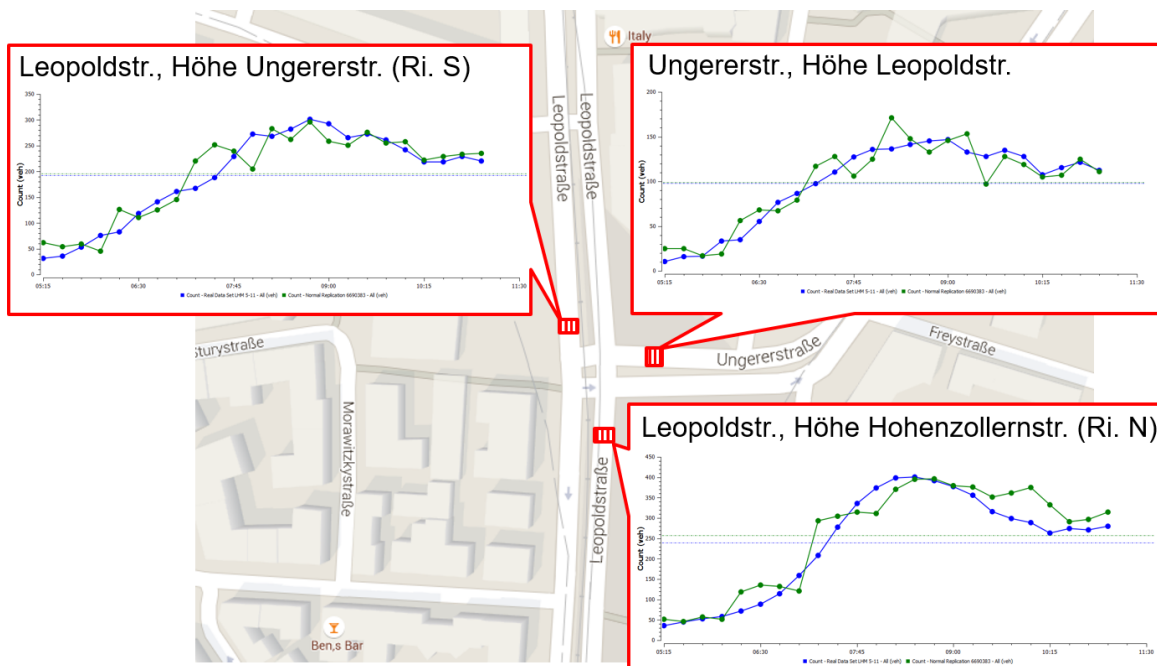 Italy
Leopoldstr., Höhe Ungererstr. (Ri. S)
350
300
250
200
150
100
50
0
Count (veh)
05:15 06:30 07:45 09:00 10:15 11:30
Count - Real Data Set LHM 5-11 - All (veh) Count - Normal Replication 6690383 - All (veh)
Ungererstr., Höhe Leopoldstr.
200
150
100
50
0
Count (veh)
05:15 06:30 07:45 09:00 10:15 11:30
Count - Real Data Set LHM 5-11 - All (veh) Count - Normal Replication 6690383 - All (veh)
Leopoldstraße
Leopoldstraße
sturystraße
Morawitzkystraße
Ungererstraße
Freystraße
Leopoldstraße
Leopoldstr., Höhe Hohenzollernstr. (Ri. N)
450
400
350
300
250
200
150
100
50
0
Count (veh)
05:15 06:30 07:45 09:00 10:15 11:30
Count - Real Data Set LHM 5-11 - All (veh) Count - Normal Replication 6690383 - All (veh)
Ben,s Bar